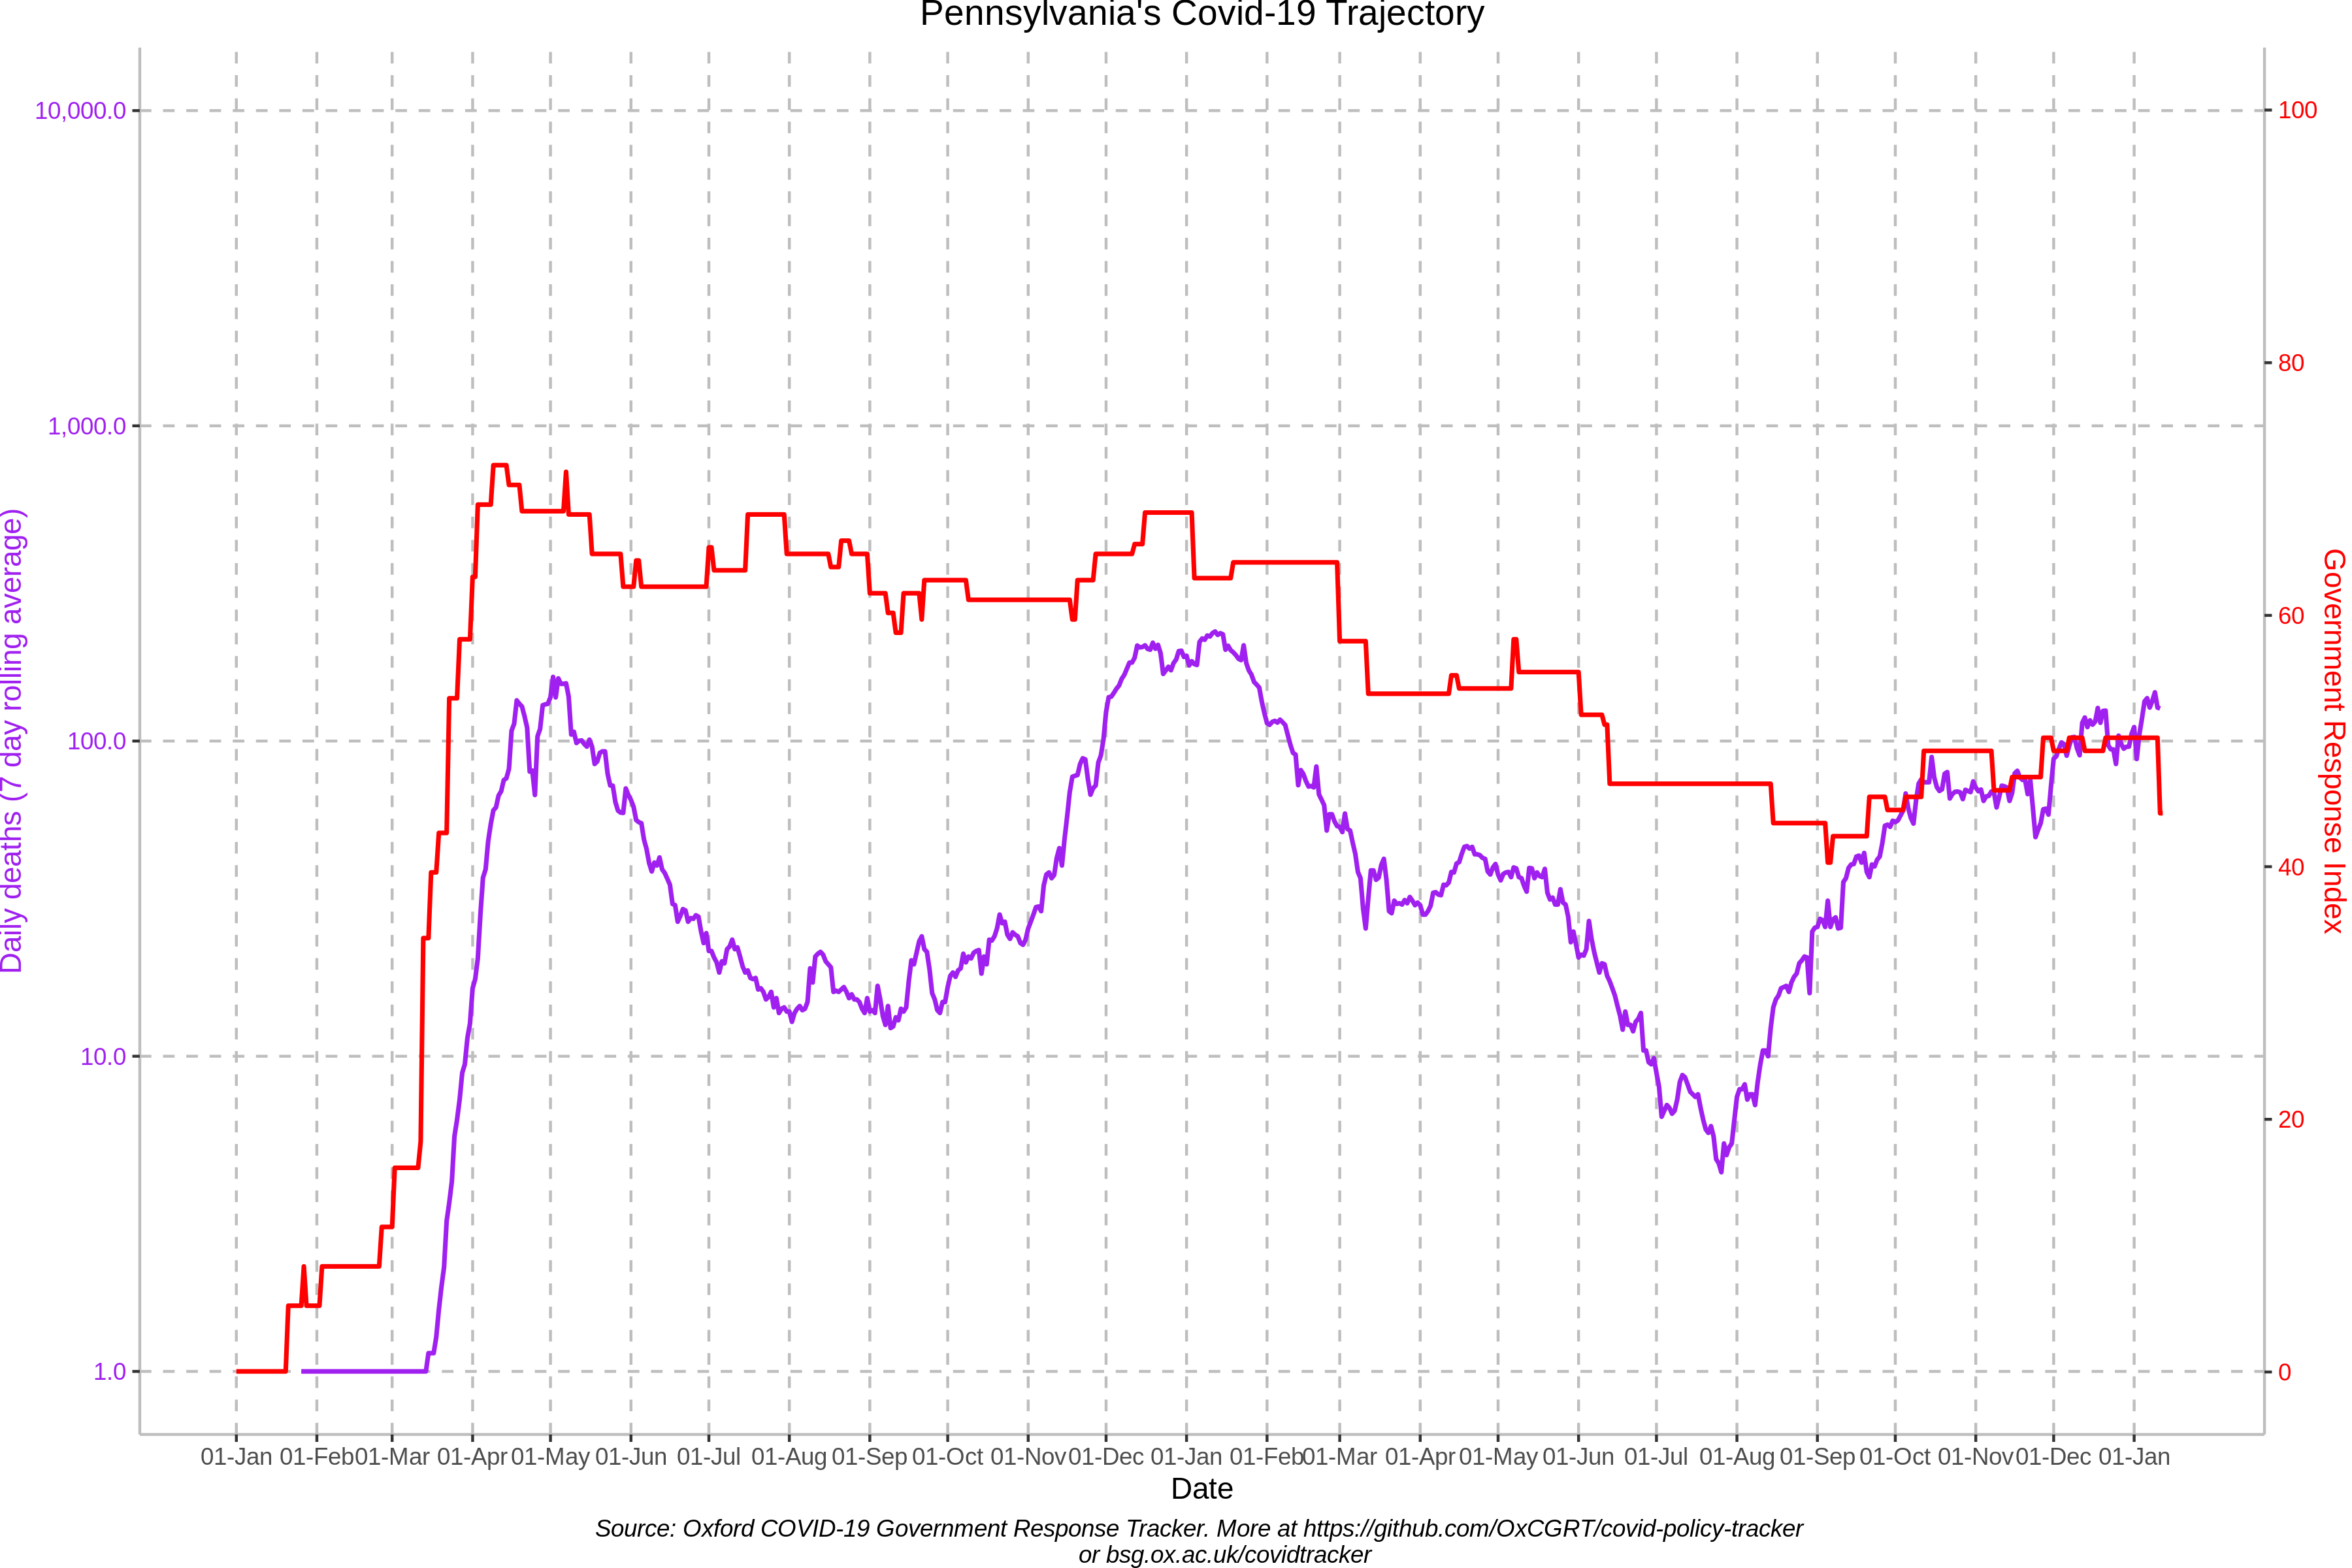 Pennsylvania's Covid-19 Trajectory
10,000.0
1,000.0
100.0
10.0
1.0
Daily deaths (7 day rolling average)
100
80
60
40
20
0
Government Response Index
01-Jan 01-Feb 01-Mar 01-Apr 01-May 01-Jun 01-Jul 01-Aug 01-Sep 01-Oct 01-Nov 01-Dec 01-Jan 01-Feb 01-Mar 01-Apr 01-May 01-Jun 01-Jul 01-Aug 01-Sep 01-Oct 01-Nov 01-Dec 01-Jan
Date
Source: Oxford COVID-19 Government Response Tracker. More at https://github.com/OxCGRT/covid-policy-tracker
or bsg.ox.ac.uk/covidtracker